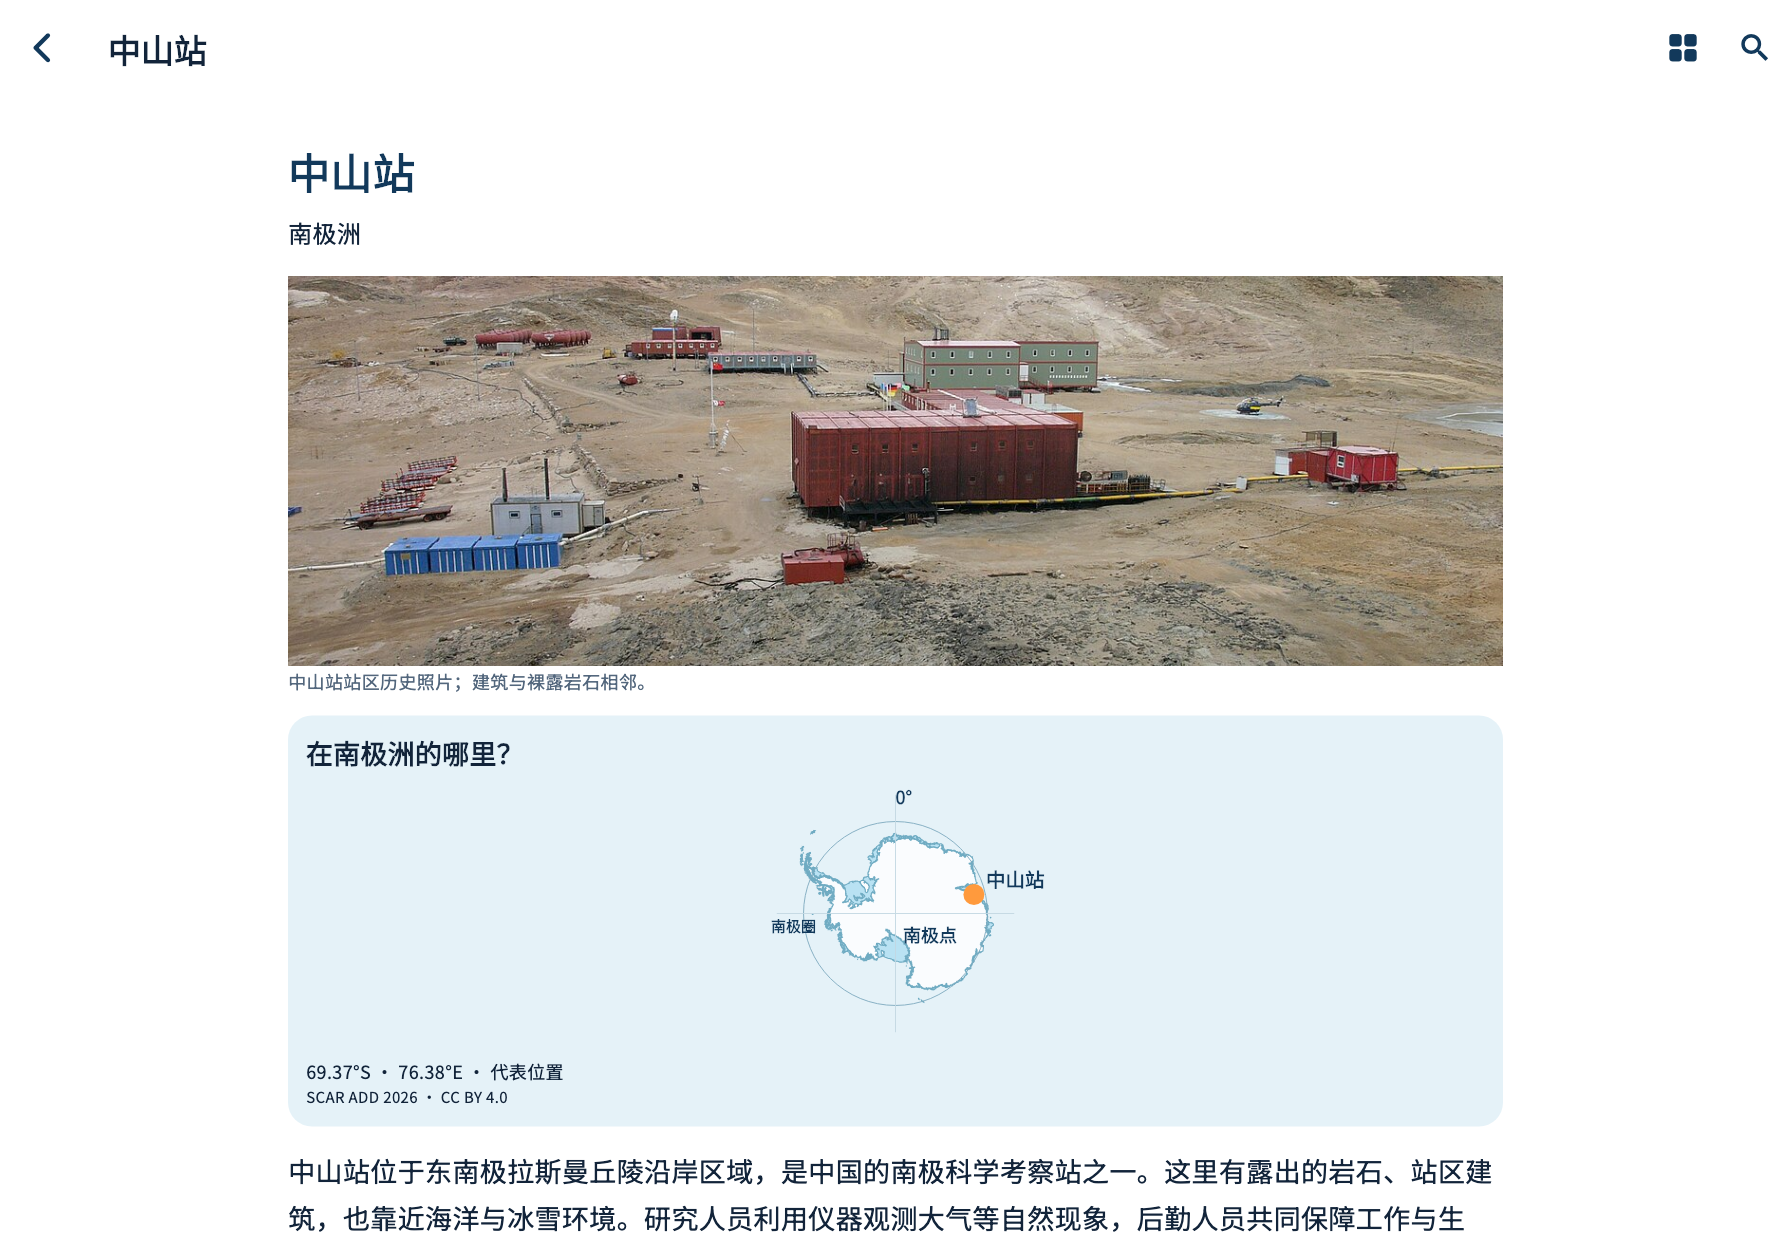 中山站
中山站
南极洲
中山站站区历史照片；建筑与裸露岩石相邻。
在南极洲的哪里？
0°
中山站
南极圈
南极点
69.37°S · 76.38°E · 代表位置
SCAR ADD 2026 · CC BY 4.0
中山站位于东南极拉斯曼丘陵沿岸区域，是中国的南极科学考察站之一。这里有露出的岩石、站区建
筑，也靠近海洋与冰雪环境。研究人员利用仪器观测大气等自然现象，后勤人员共同保障工作与生